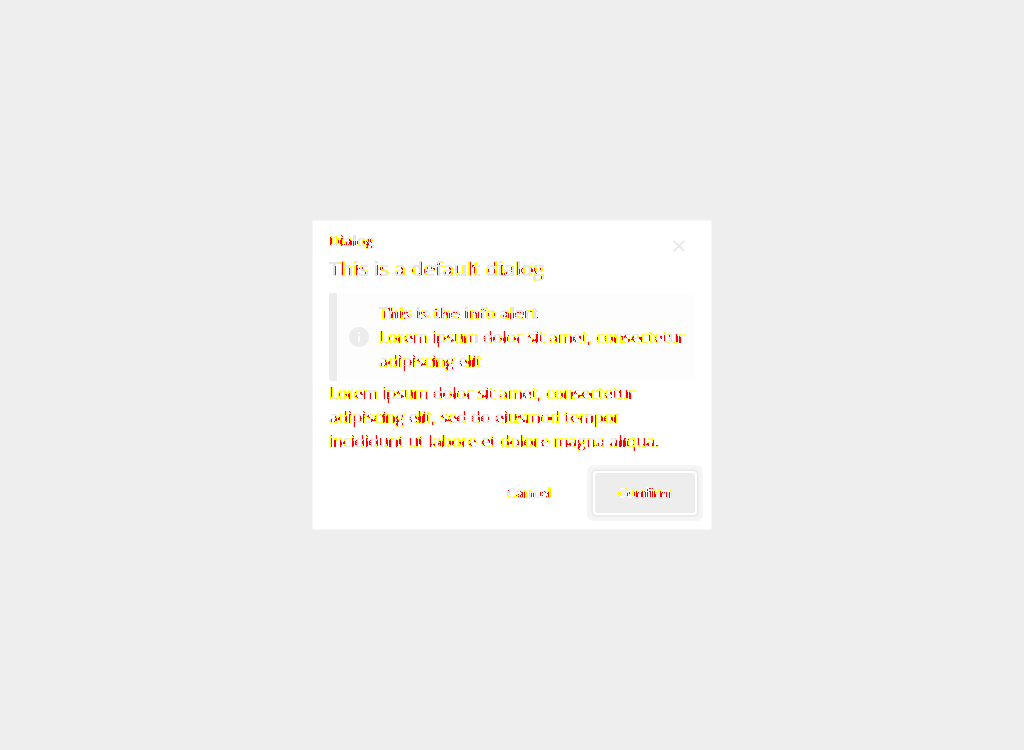 Dialog
This is a default dialog
This is the info alert.
Lorem ipsum dolor sit amet, consectetur
adipiscing elit
Lorem ipsum dolor sit amet, consectetur
adipiscing elit, sed do eiusmod tempor
incididunt ut labore et dolore magna aliqua.
Cancel
Confirm